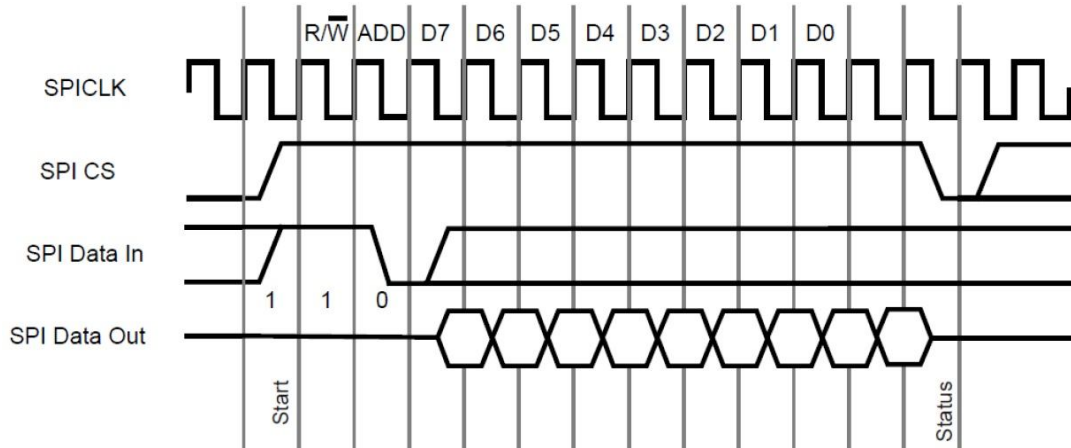 R/W̅ ADD D7 D6 D5 D4 D3 D2 D1 D0
SPICLK
SPI CS
SPI Data In
1 1 0
SPI Data Out
Start
Status